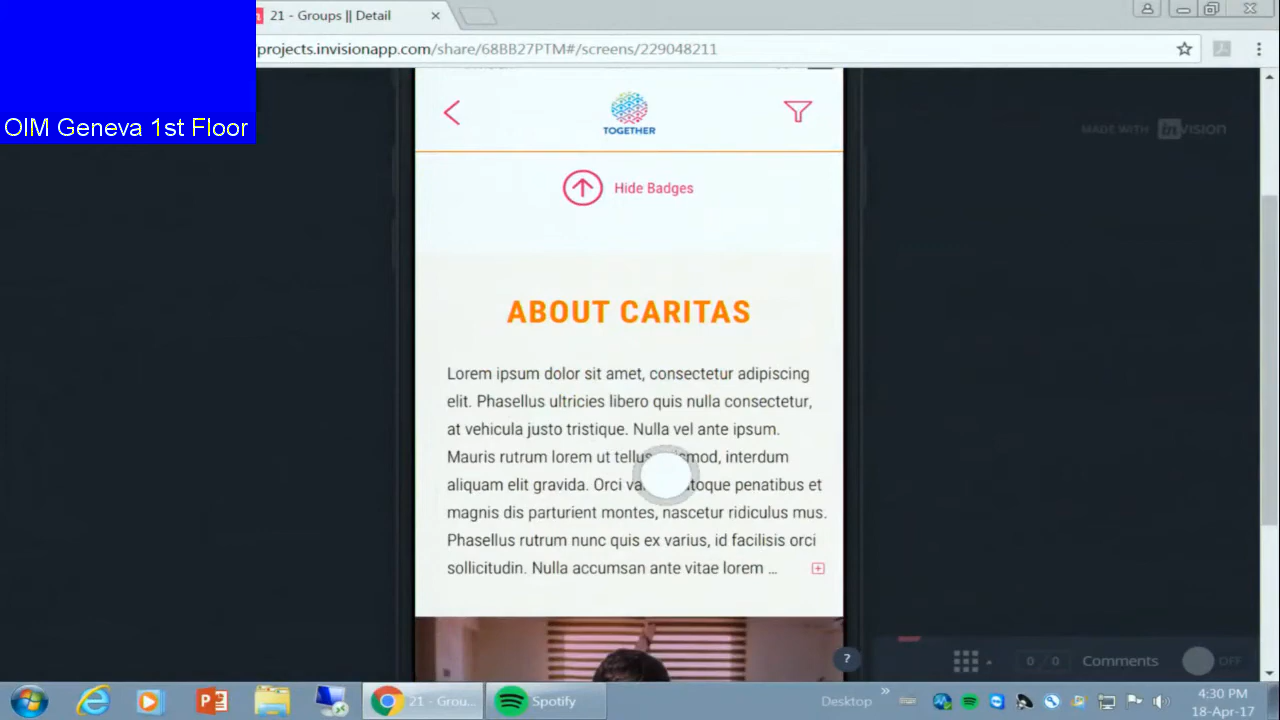 21 - Groups || Detail
projects.invisionapp.com/share/68BB27PTM#/screens/229048211
OIM Geneva 1st Floor
MADE WITH in VISION
TOGETHER
Hide Badges
ABOUT CARITAS
Lorem ipsum dolor sit amet, consectetur adipiscing
elit. Phasellus ultricies libero quis nulla consectetur,
at vehicula justo tristique. Nulla vel ante ipsum.
Mauris rutrum lorem ut tellus interdum
aliquam elit gravida. Orci penatibus et
magnis dis parturient montes, nascetur ridiculus mus.
Phasellus rutrum nunc quis ex varius, id facilisis orci
sollicitudin. Nulla accumsan ante vitae lorem ...
?
0 / 0 Comments OFF
21 - Grou... Spotify Desktop 4:30 PM
18-Apr-17